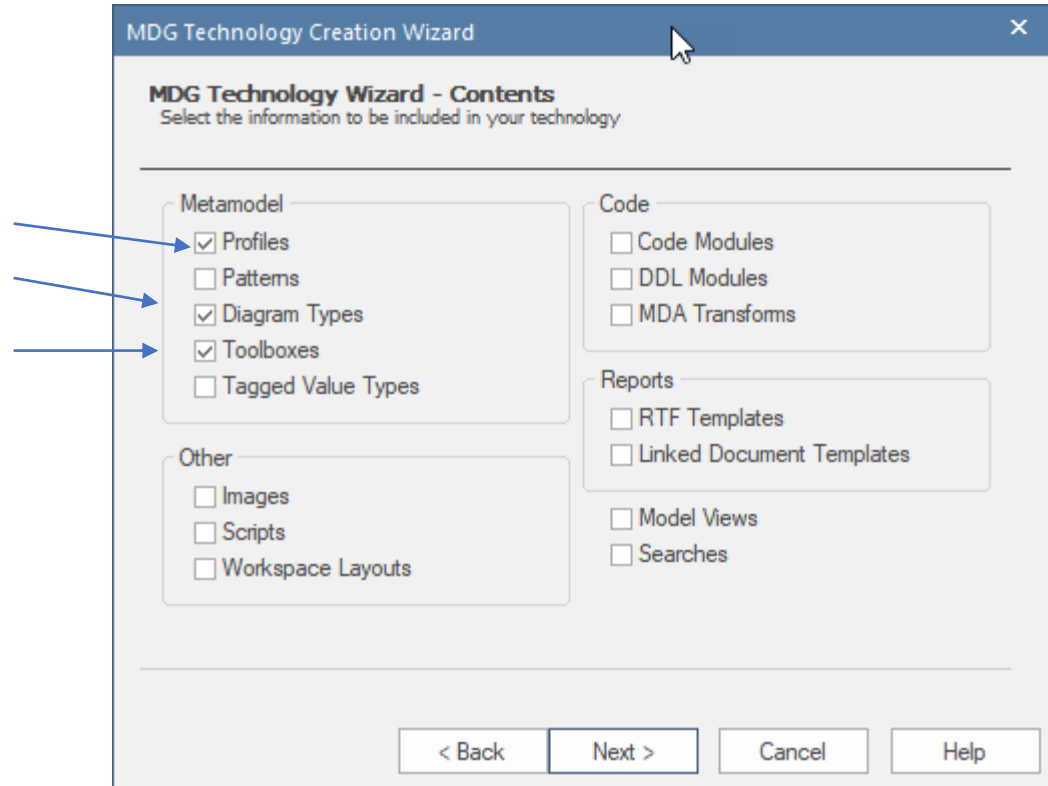 MDG Technology Creation Wizard
MDG Technology Wizard - Contents
Select the information to be included in your technology
Metamodel
Profiles
Patterns
Diagram Types
Toolboxes
Tagged Value Types
Other
Images
Scripts
Workspace Layouts
Code
Code Modules
DDL Modules
MDA Transforms
Reports
RTF Templates
Linked Document Templates
Model Views
Searches
< Back
Next >
Cancel
Help